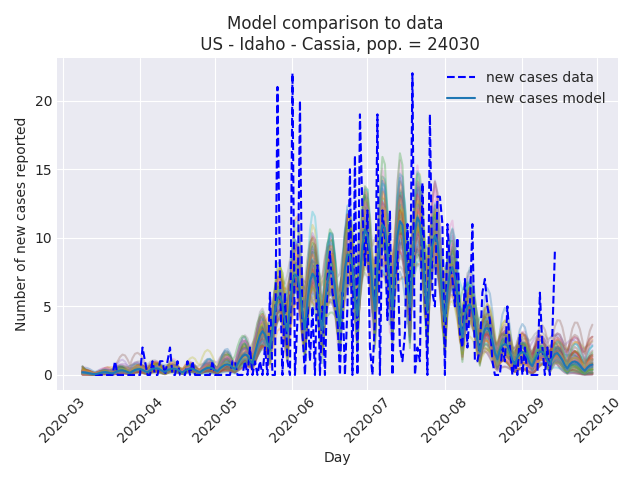 Model comparison to data
US - Idaho - Cassia, pop. = 24030
new cases data
new cases model
Number of new cases reported
20
15
10
5
0
2020-03
2020-04
2020-05
2020-06
2020-07
2020-08
2020-09
2020-10
Day